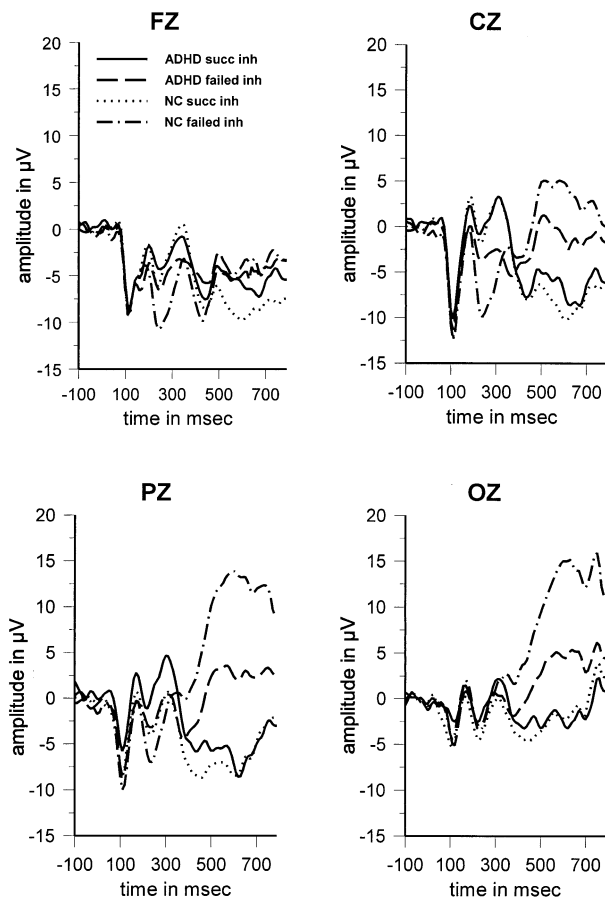 FZ
20
15
10
5
0
-5
-10
-15
amplitude in µV
ADHD succ inh
ADHD failed inh
NC succ inh
NC failed inh
-100 100 300 500 700
time in msec
CZ
20
15
10
5
0
-5
-10
-15
amplitude in µV
-100 100 300 500 700
time in msec
PZ
20
15
10
5
0
-5
-10
-15
amplitude in µV
-100 100 300 500 700
time in msec
OZ
20
15
10
5
0
-5
-10
-15
amplitude in µV
-100 100 300 500 700
time in msec